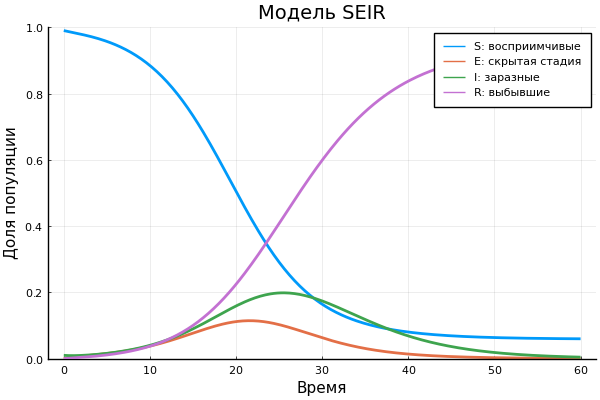 Модель SEIR
S: восприимчивые
E: скрытая стадия
I: заразные
R: выбывшие
Доля популяции
1.0
0.8
0.6
0.4
0.2
0.0
0
10
20
30
40
50
60
Время